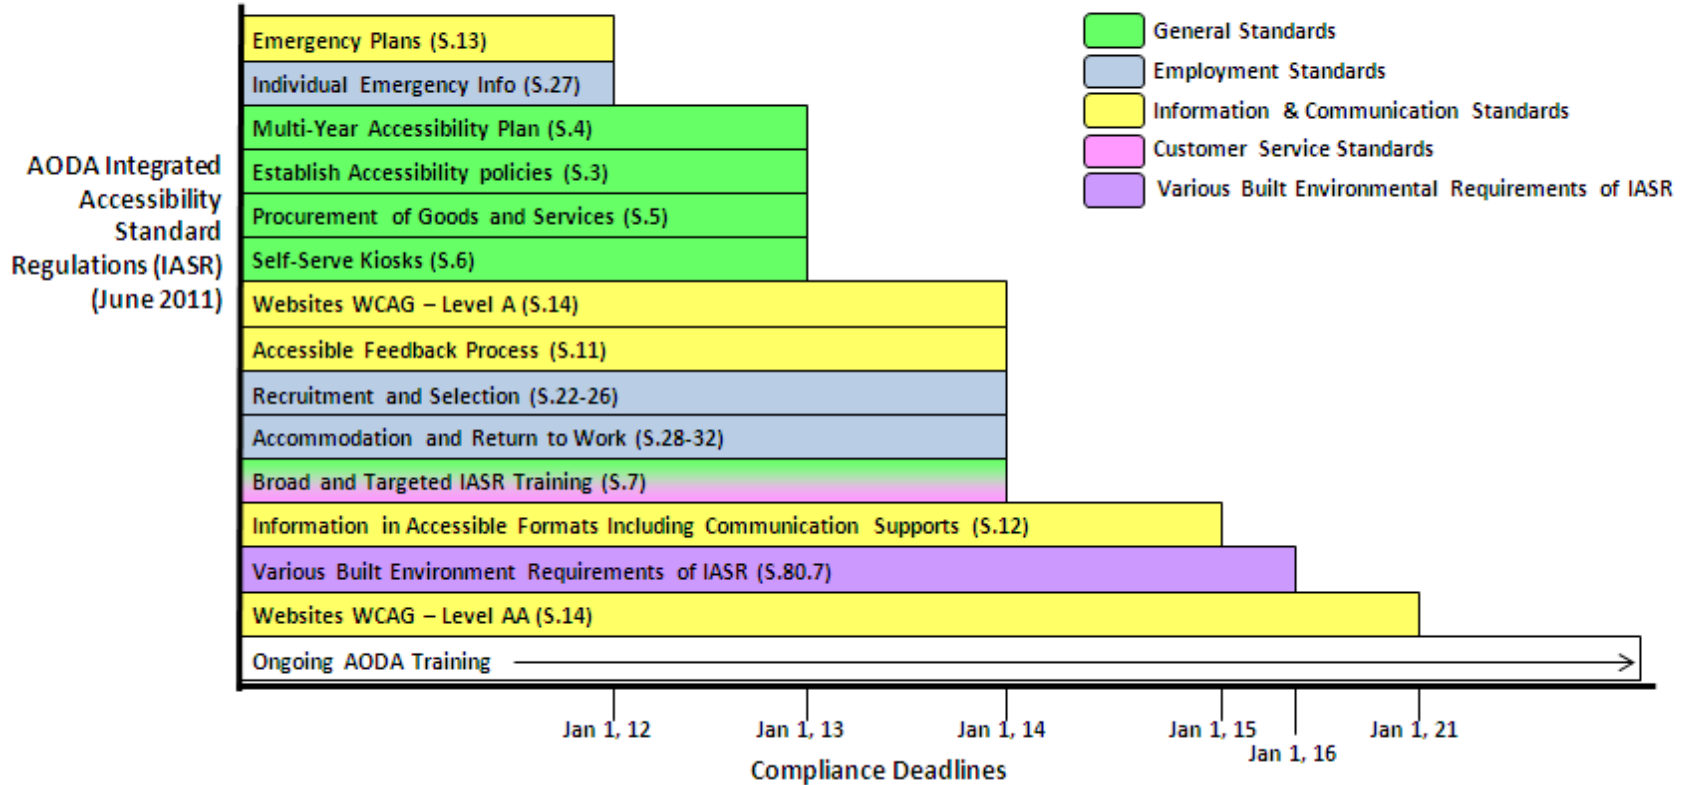 Emergency Plans (S.13)
Individual Emergency Info (S.27)
Multi-Year Accessibility Plan (S.4)
Establish Accessibility policies (S.3)
Procurement of Goods and Services (S.5)
Self-Serve Kiosks (S.6)
Websites WCAG – Level A (S.14)
Accessible Feedback Process (S.11)
Recruitment and Selection (S.22-26)
Accommodation and Return to Work (S.28-32)
Broad and Targeted IASR Training (S.7)
Information in Accessible Formats Including Communication Supports (S.12)
Various Built Environment Requirements of IASR (S.80.7)
Websites WCAG – Level AA (S.14)
Ongoing AODA Training
AODA Integrated
Accessibility
Standard
Regulations (IASR)
(June 2011)
General Standards
Employment Standards
Information & Communication Standards
Customer Service Standards
Various Built Environmental Requirements of IASR
Jan 1, 12
Jan 1, 13
Jan 1, 14
Jan 1, 15
Jan 1, 16
Jan 1, 21
Compliance Deadlines